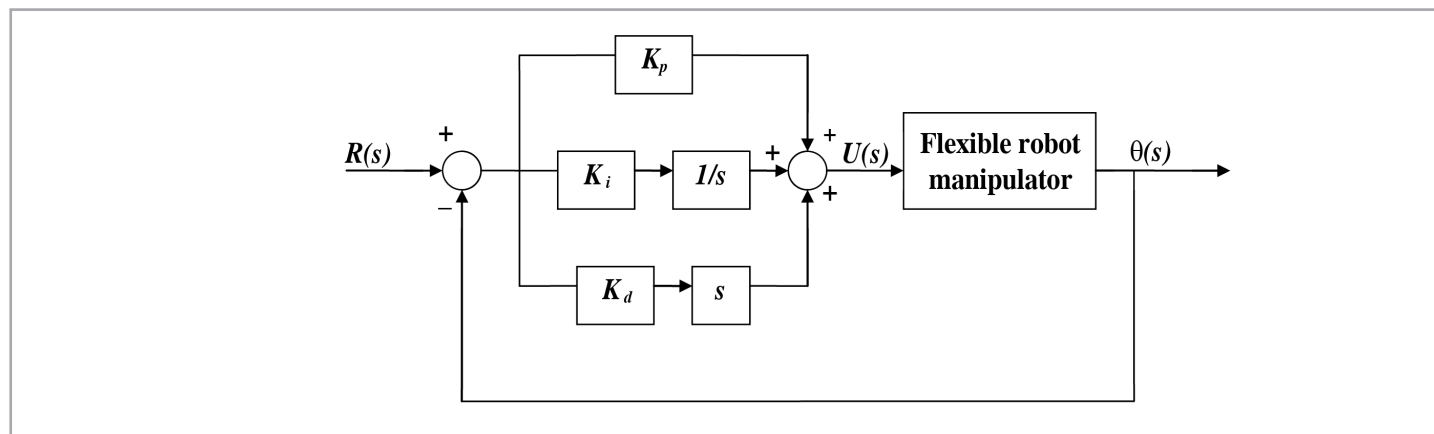 K_p
+
+
R(s)
K_i
1/s
+
U(s)
Flexible robot
manipulator
θ(s)
−
+
K_d
s